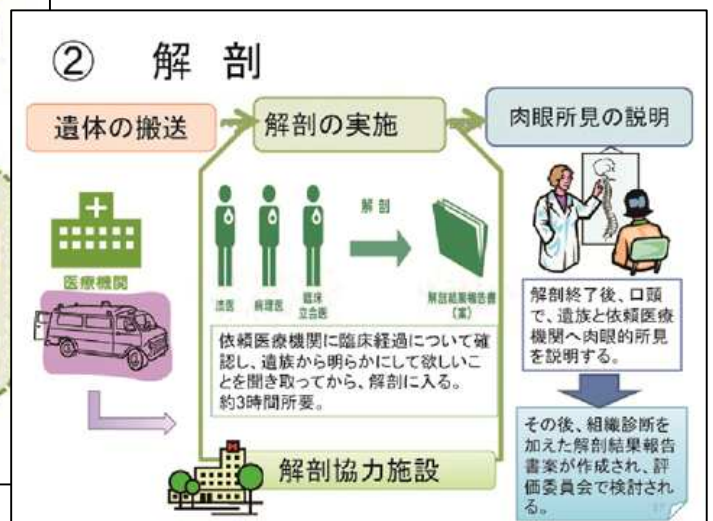 ② 解 剖
遺体の搬送
解剖の実施
肉眼所見の説明
医療機関
法医
病理医
臨床
立会医
解 剖
解剖結果報告書
(案)
依頼医療機関に臨床経過について確
認し、遺族から明らかにして欲しいこ
とを聞き取ってから、解剖に入る。
約3時間所要。
解剖協力施設
解剖終了後、口頭
で、遺族と依頼医療
機関へ肉眼的所見
を説明する。
その後、組織診断を
加えた解剖結果報告
書案が作成され、評
価委員会で検討され
る。